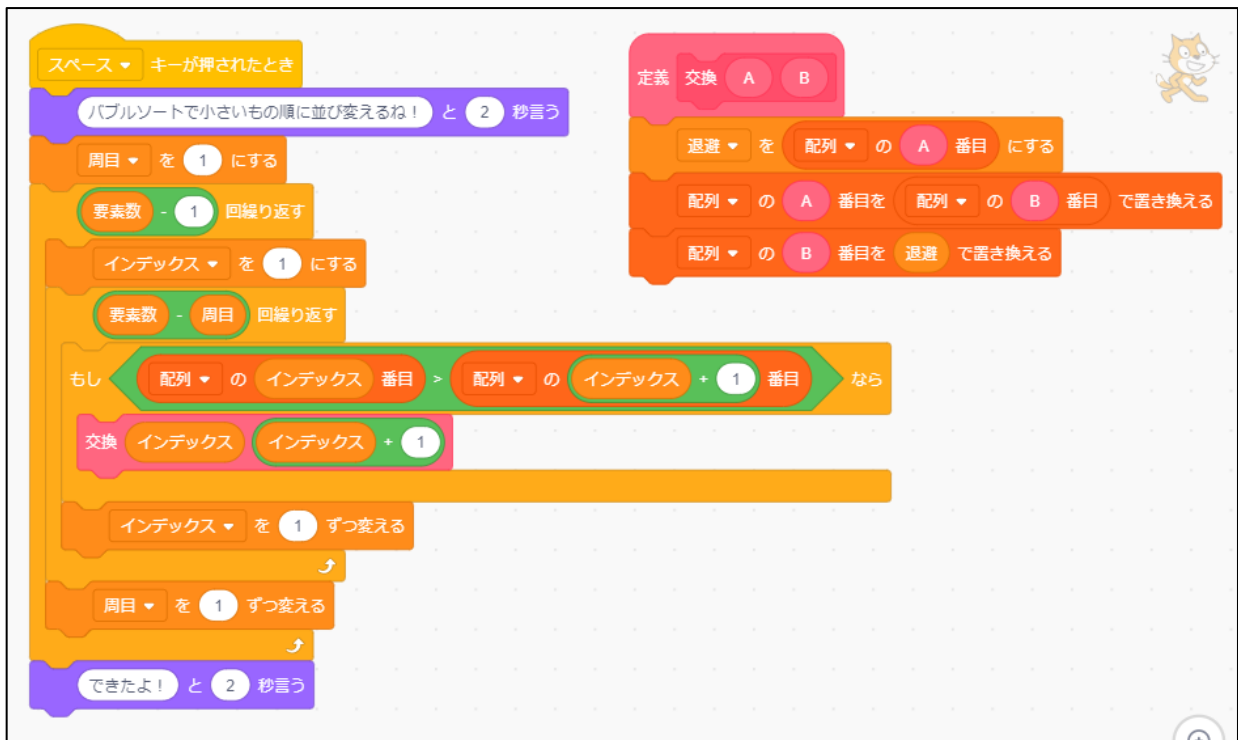 スペース キーが押されたとき
バブルソートで小さいもの順に並び変えるね！ と 2 秒言う
周目 を 1 にする
要素数 - 1 回繰り返す
インデックス を 1 にする
要素数 - 周目 回繰り返す
もし 配列 の インデックス 番目 > 配列 の インデックス + 1 番目 なら
交換 インデックス インデックス + 1
インデックス を 1 ずつ変える
周目 を 1 ずつ変える
できたよ！ と 2 秒言う
定義 交換 A B
退避 を 配列 の A 番目 にする
配列 の A 番目を 配列 の B 番目 で置き換える
配列 の B 番目を 退避 で置き換える